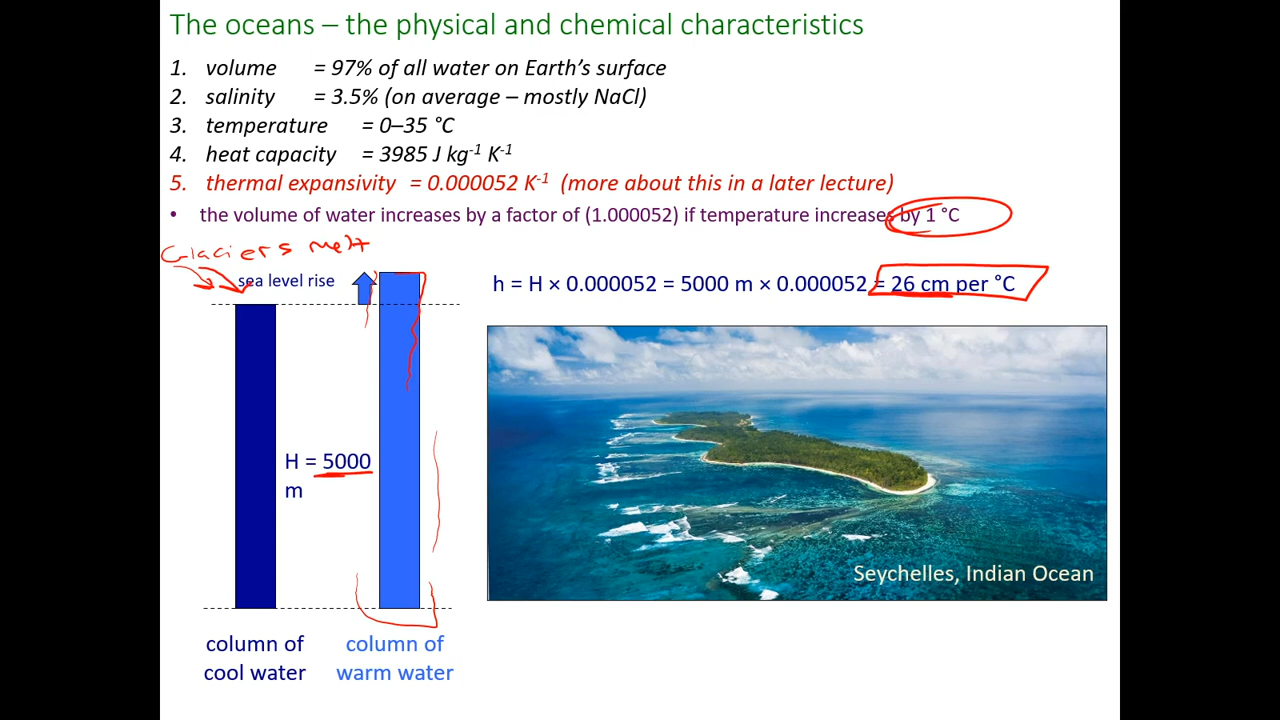 The oceans – the physical and chemical characteristics
1. volume = 97% of all water on Earth's surface
2. salinity = 3.5% (on average – mostly NaCl)
3. temperature = 0–35 °C
4. heat capacity = 3985 J kg⁻¹ K⁻¹
5. thermal expansivity = 0.000052 K⁻¹ (more about this in a later lecture)
• the volume of water increases by a factor of (1.000052) if temperature increases by 1 °C
Glaciers melt
sea level rise
h = H × 0.000052 = 5000 m × 0.000052 = 26 cm per °C
H = 5000
m
Seychelles, Indian Ocean
column of
cool water
column of
warm water